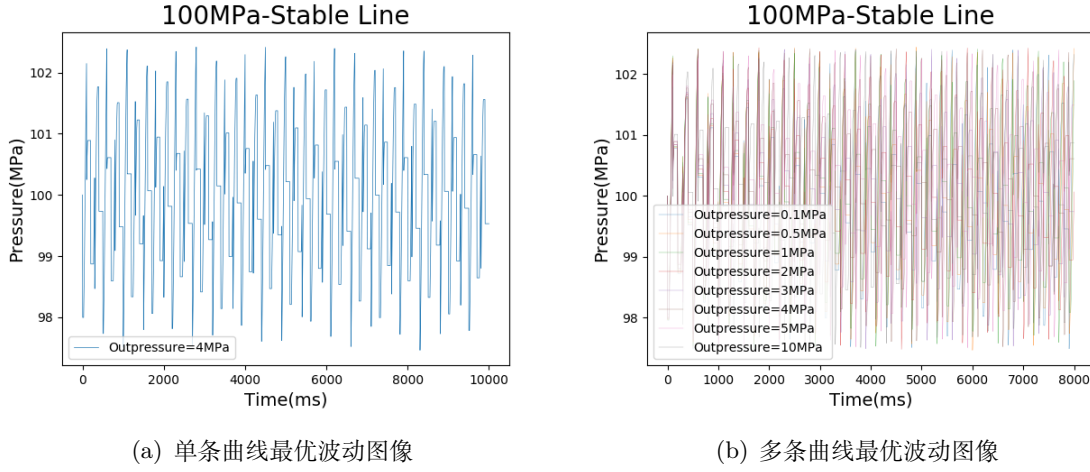 100MPa-Stable Line
102
101
100
99
98
Pressure(MPa)
Outpressure=4MPa
0
2000
4000
6000
8000
10000
Time(ms)
(a) 单条曲线最优波动图像
100MPa-Stable Line
102
101
100
99
98
Pressure(MPa)
Outpressure=0.1MPa
Outpressure=0.5MPa
Outpressure=1MPa
Outpressure=2MPa
Outpressure=3MPa
Outpressure=4MPa
Outpressure=5MPa
Outpressure=10MPa
0
1000
2000
3000
4000
5000
6000
7000
8000
Time(ms)
(b) 多条曲线最优波动图像